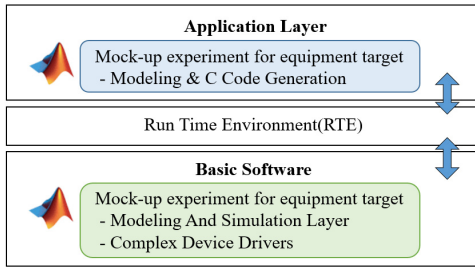 Application Layer
Mock-up experiment for equipment target
- Modeling & C Code Generation
Run Time Environment(RTE)
Basic Software
Mock-up experiment for equipment target
- Modeling And Simulation Layer
- Complex Device Drivers